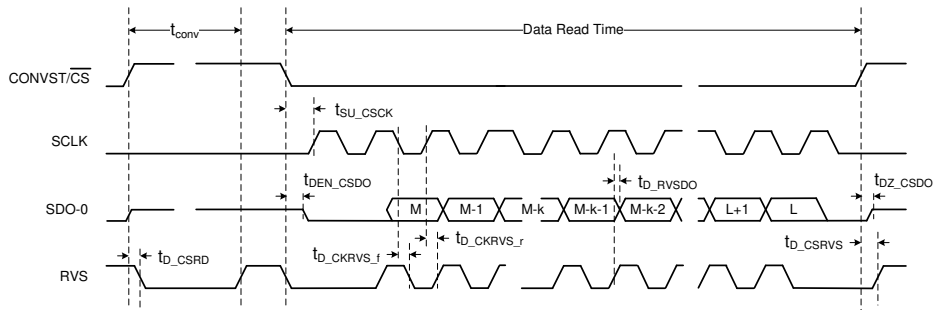 t_conv
Data Read Time
CONVST/C̅S̅
t_SU_CSCK
SCLK
t_DEN_CSDO
t_D_RVSDO
t_DZ_CSDO
SDO-0
M M-1 M-k M-k-1 M-k-2 L+1 L
t_D_CSRD
t_D_CKRVS_f
t_D_CKRVS_r
t_D_CSRVS
RVS